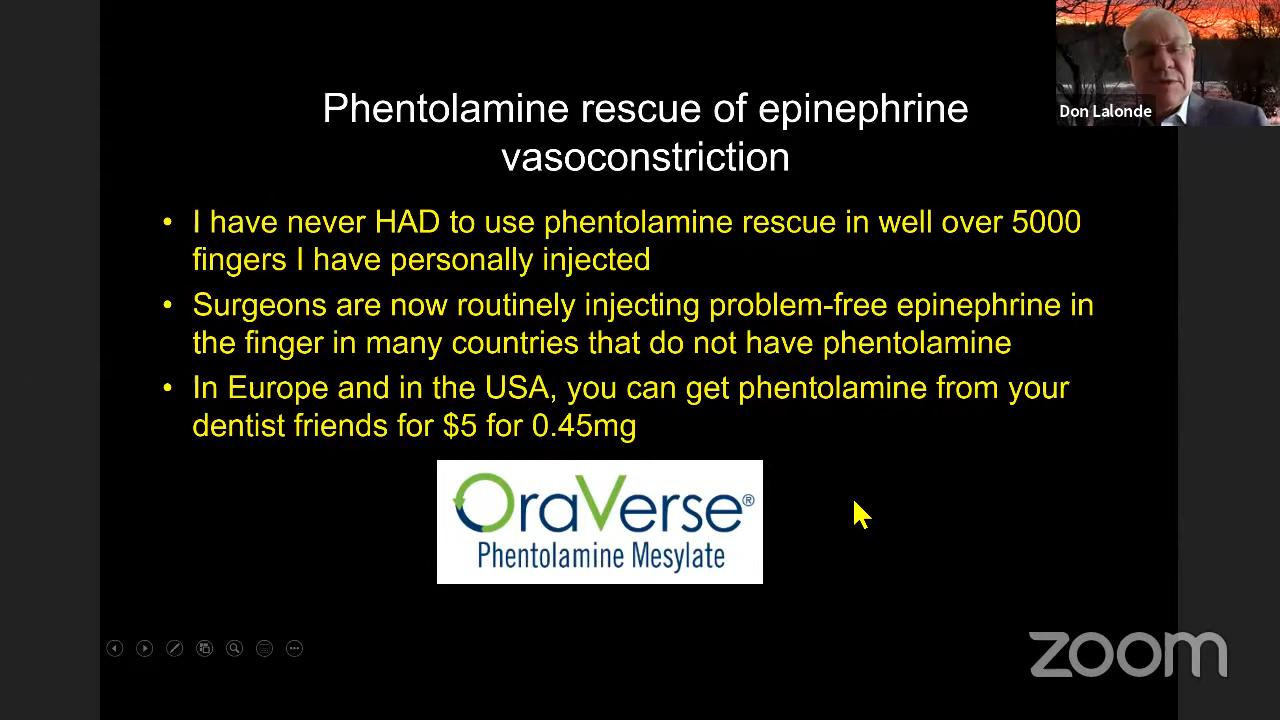 Phentolamine rescue of epinephrine
vasoconstriction
Don Lalonde
• I have never HAD to use phentolamine rescue in well over 5000
fingers I have personally injected
• Surgeons are now routinely injecting problem-free epinephrine in
the finger in many countries that do not have phentolamine
• In Europe and in the USA, you can get phentolamine from your
dentist friends for $5 for 0.45mg
OraVerse®
Phentolamine Mesylate
zoom